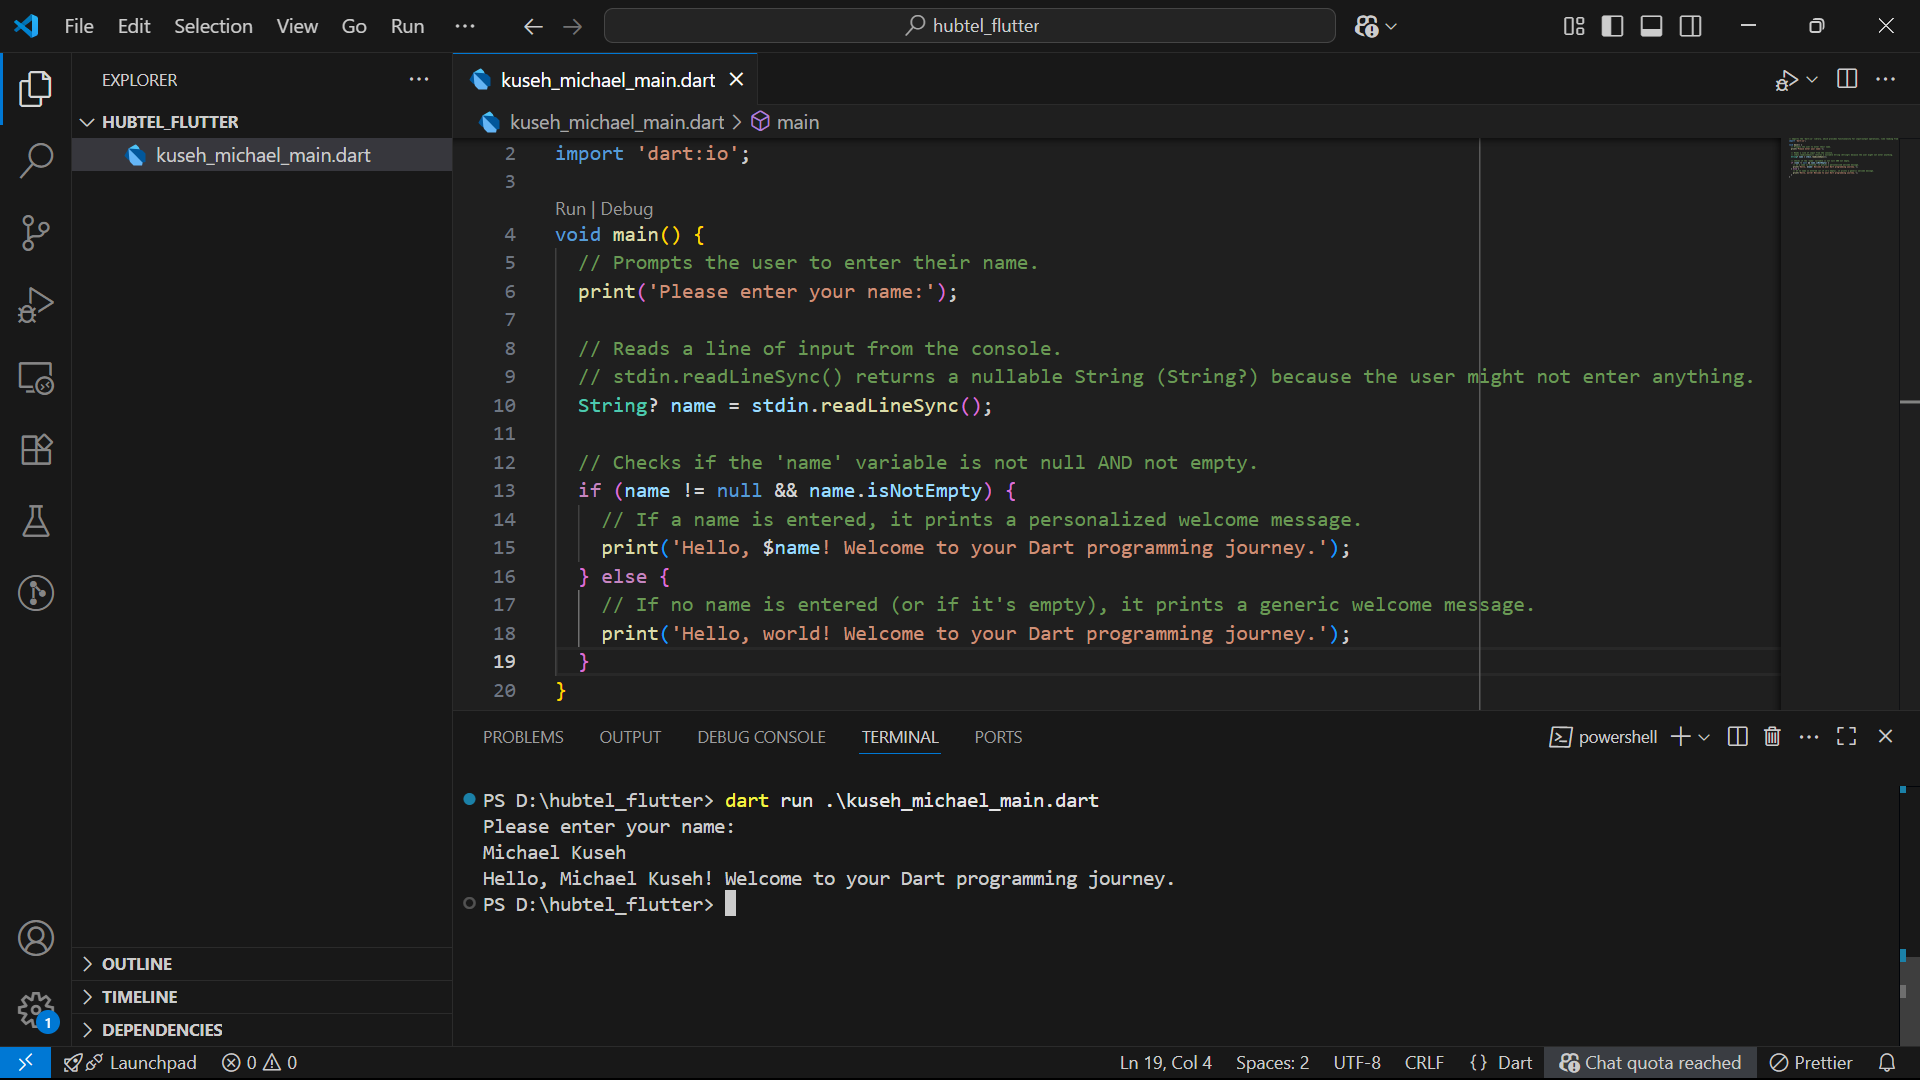 File Edit Selection View Go Run
hubtel_flutter
EXPLORER
HUBTEL_FLUTTER
kuseh_michael_main.dart
kuseh_michael_main.dart
kuseh_michael_main.dart > main
2 import 'dart:io';
3
Run | Debug
4 void main() {
5 // Prompts the user to enter their name.
6 print('Please enter your name:');
7
8 // Reads a line of input from the console.
9 // stdin.readLineSync() returns a nullable String (String?) because the user might not enter anything.
10 String? name = stdin.readLineSync();
11
12 // Checks if the 'name' variable is not null AND not empty.
13 if (name != null && name.isNotEmpty) {
14 // If a name is entered, it prints a personalized welcome message.
15 print('Hello, $name! Welcome to your Dart programming journey.');
16 } else {
17 // If no name is entered (or if it's empty), it prints a generic welcome message.
18 print('Hello, world! Welcome to your Dart programming journey.');
19 }
20 }
PROBLEMS OUTPUT DEBUG CONSOLE TERMINAL PORTS
powershell
PS D:\hubtel_flutter> dart run .\kuseh_michael_main.dart
Please enter your name:
Michael Kuseh
Hello, Michael Kuseh! Welcome to your Dart programming journey.
PS D:\hubtel_flutter>
OUTLINE
TIMELINE
1
DEPENDENCIES
Launchpad 0 0
Ln 19, Col 4 Spaces: 2 UTF-8 CRLF {} Dart Chat quota reached Prettier